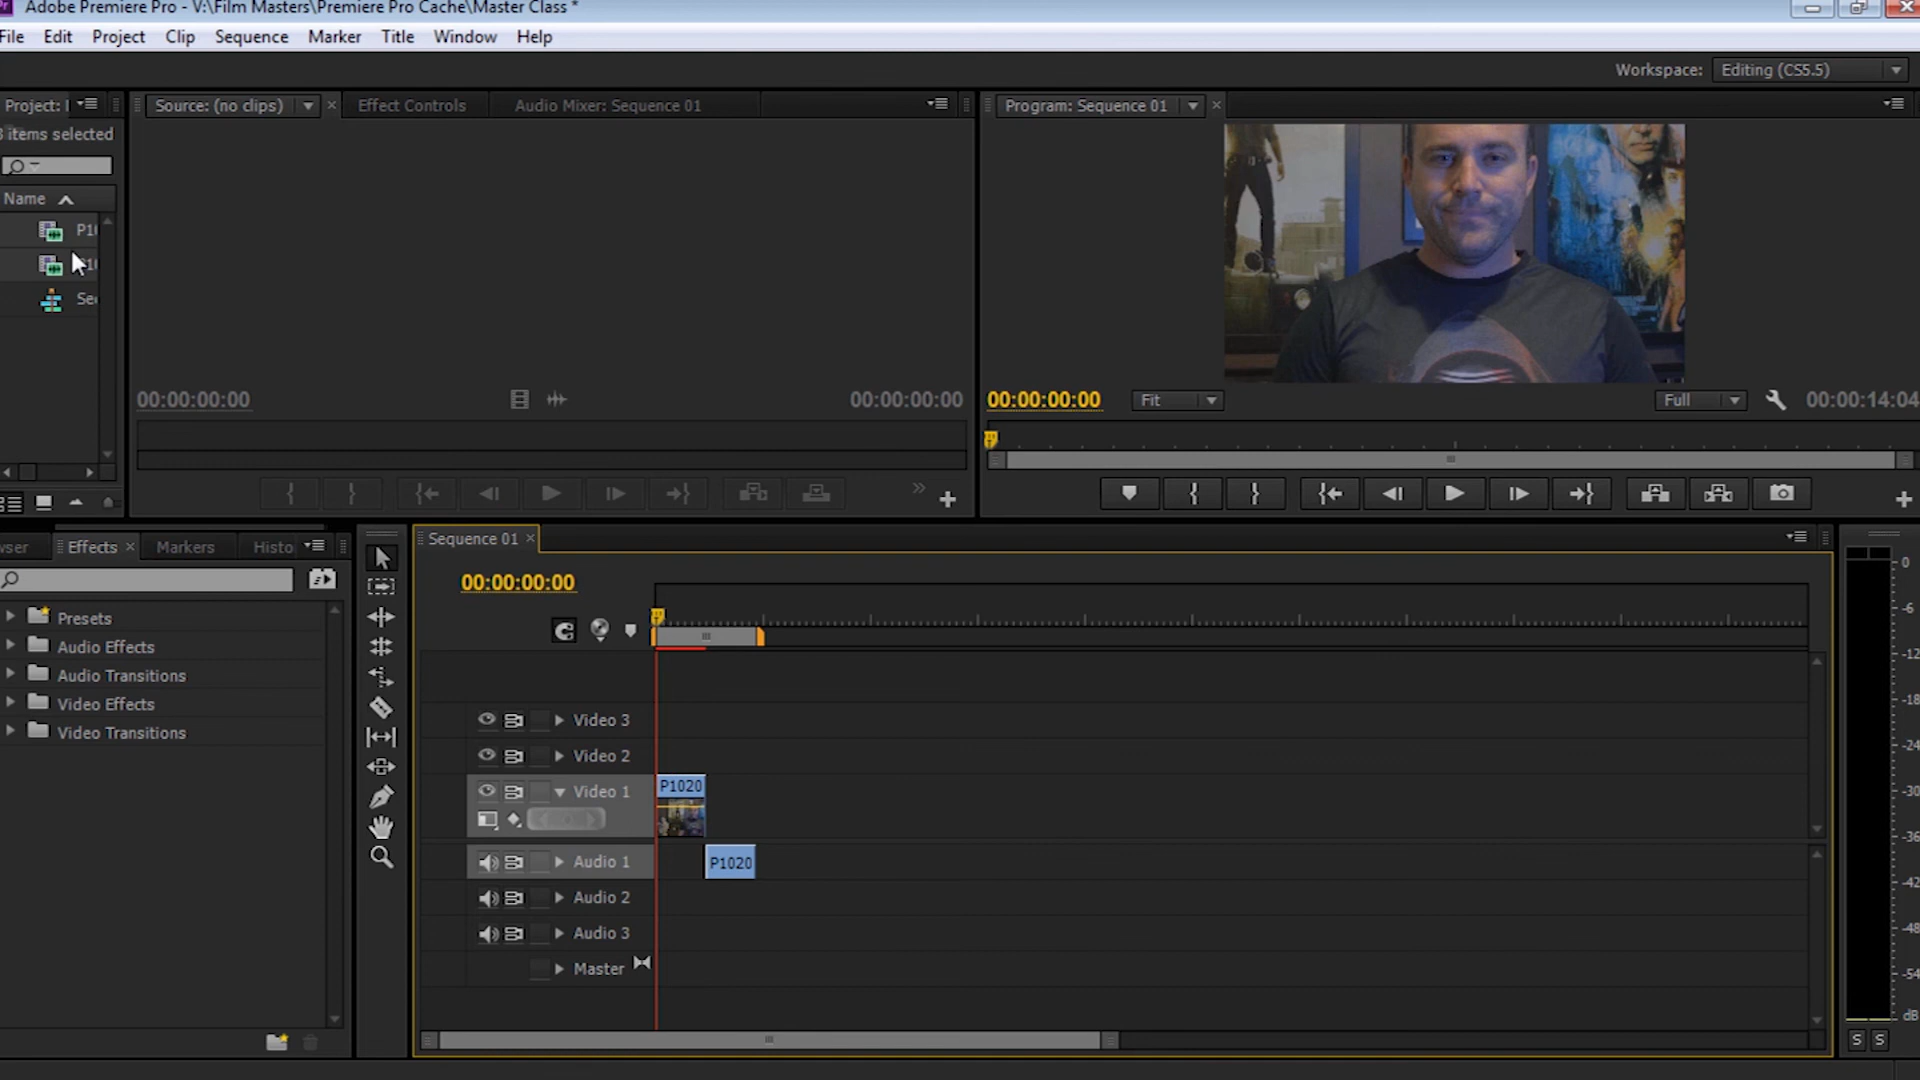 Adobe Premiere Pro - V:\Film Masters\Premiere Pro Cache\Master Class *
File Edit Project Clip Sequence Marker Title Window Help
Workspace: Editing (CS5.5)
Project: Source: (no clips) Effect Controls Audio Mixer: Sequence 01 Program: Sequence 01
items selected
Name
P10
Sec
00:00:00:00 00:00:00:00 00:00:00:00 Fit Full 00:00:14:04
wser Effects Markers Histo
Sequence 01
00:00:00:00
Presets
Audio Effects
Audio Transitions
Video Effects
Video Transitions
Video 3
Video 2
Video 1 P1020
Audio 1 P1020
Audio 2
Audio 3
Master
0
-6
-12
-18
-24
-30
-36
-42
-48
-54
dB
S S